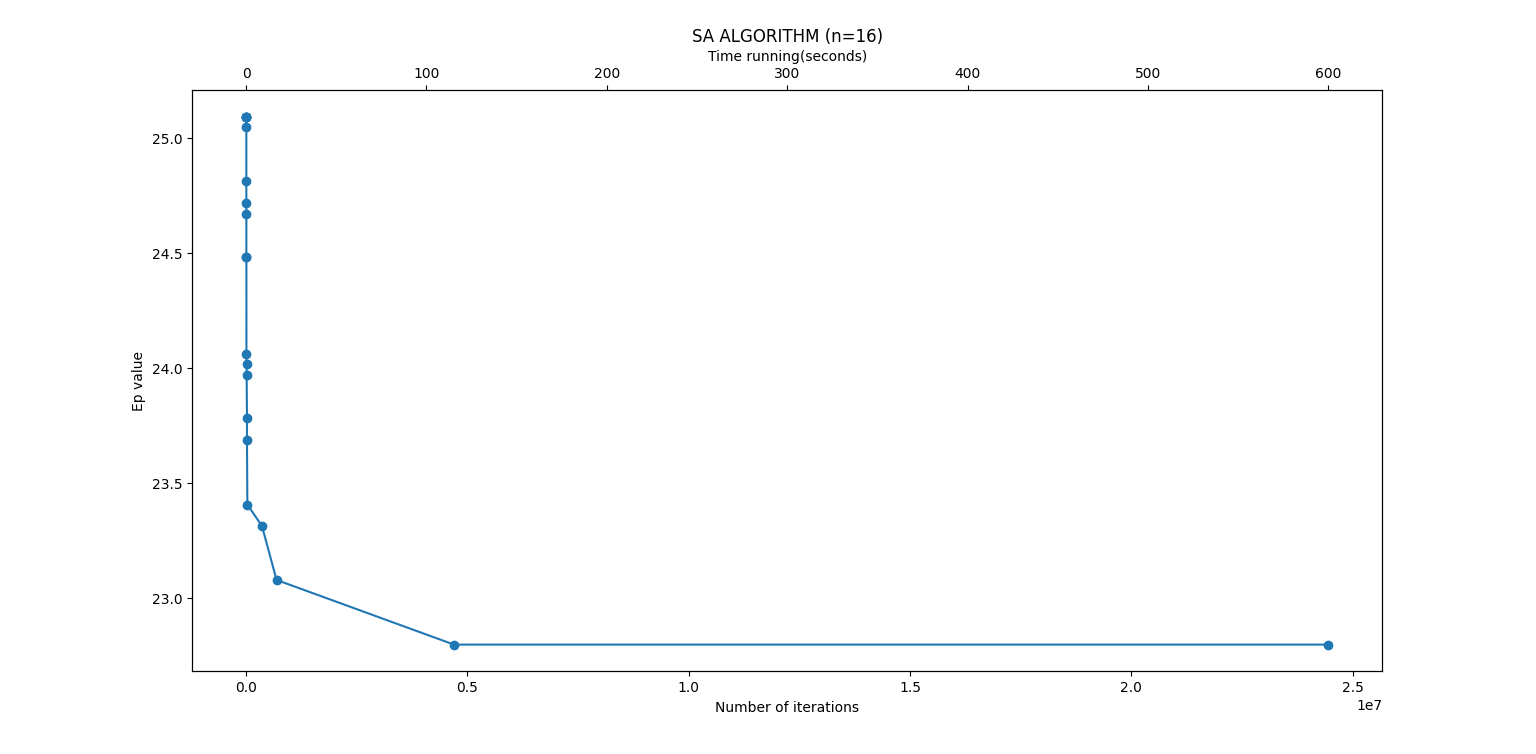 SA ALGORITHM (n=16)
Time running(seconds)
0 100 200 300 400 500 600
25.0
24.5
24.0
23.5
23.0
Ep value
0.0 0.5 1.0 1.5 2.0 2.5
1e7
Number of iterations